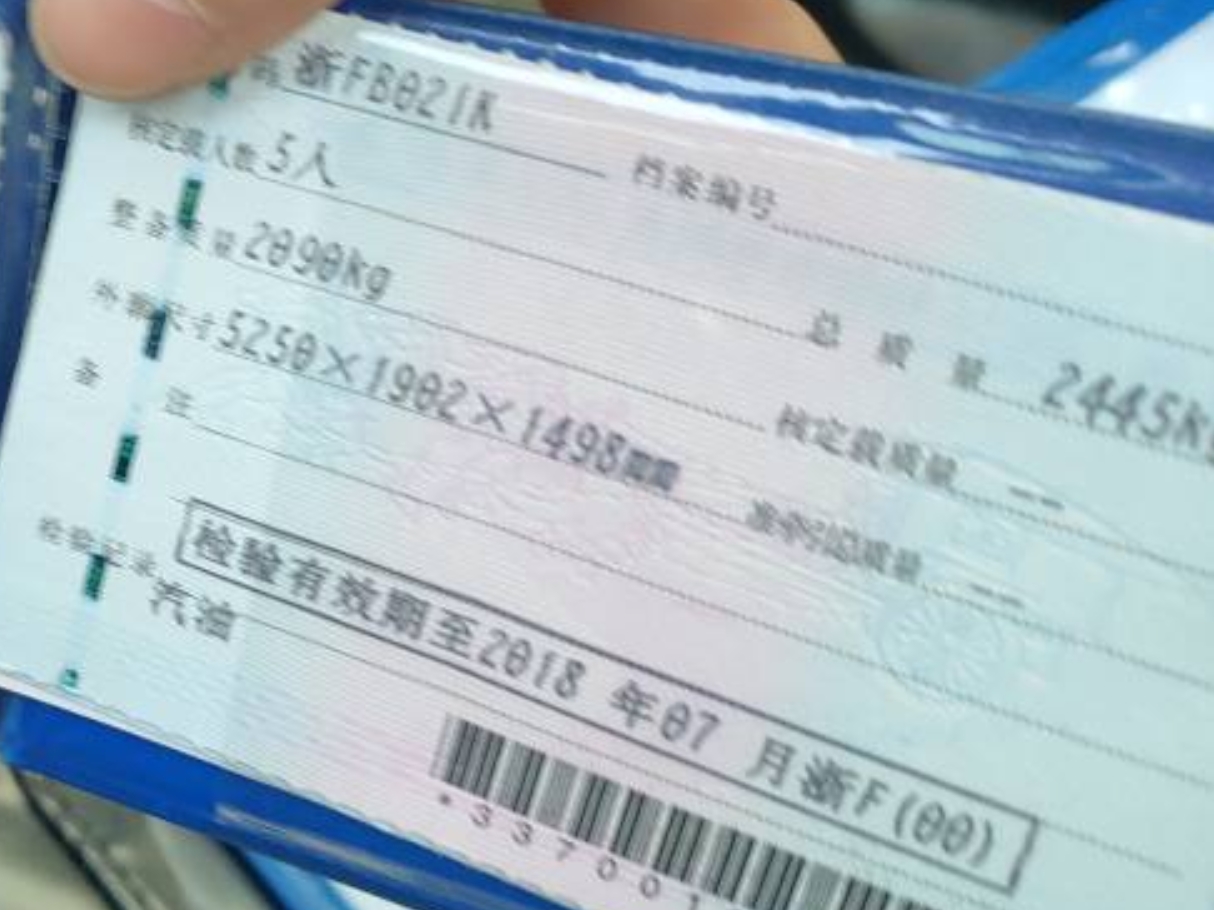 号码 浙FB021K 档案编号
核定载人数 5人 总 质 量 2445kg
整备质量 2090kg 核定载质量 --
外廓尺寸 5250×1902×1498mm 准牵引总质量 --
备 注
检验有效期至2018 年07 月浙F(00)
检验记录
汽油
*337001